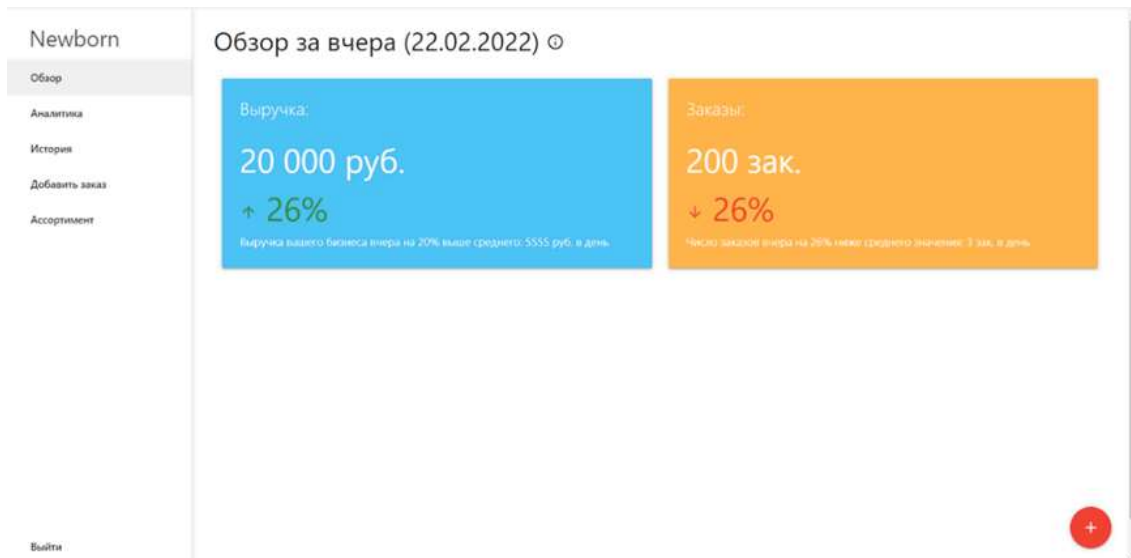 Newborn
Обзор
Аналитика
История
Добавить заказ
Ассортимент
Выйти
Обзор за вчера (22.02.2022)
Выручка:
20 000 руб.
↑ 26%
Выручка вашего бизнеса вчера на 20% выше среднего: 5555 руб. в день
Заказы:
200 зак.
↓ 26%
Число заказов вчера на 26% ниже среднего значения: 3 зак. в день
+